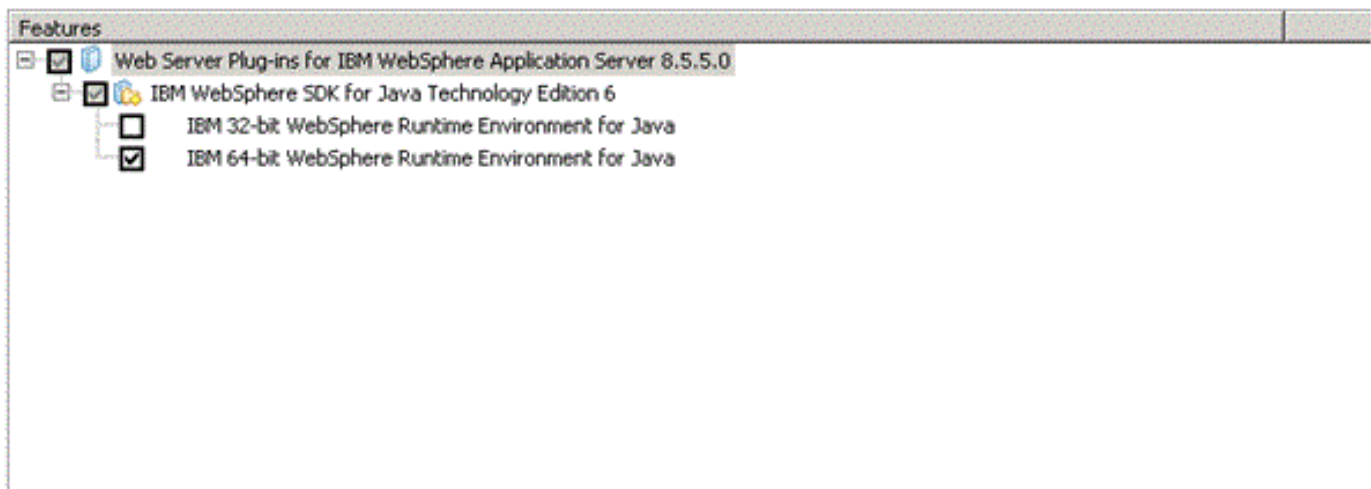 Features
Web Server Plug-ins for IBM WebSphere Application Server 8.5.5.0
IBM WebSphere SDK for Java Technology Edition 6
IBM 32-bit WebSphere Runtime Environment for Java
IBM 64-bit WebSphere Runtime Environment for Java